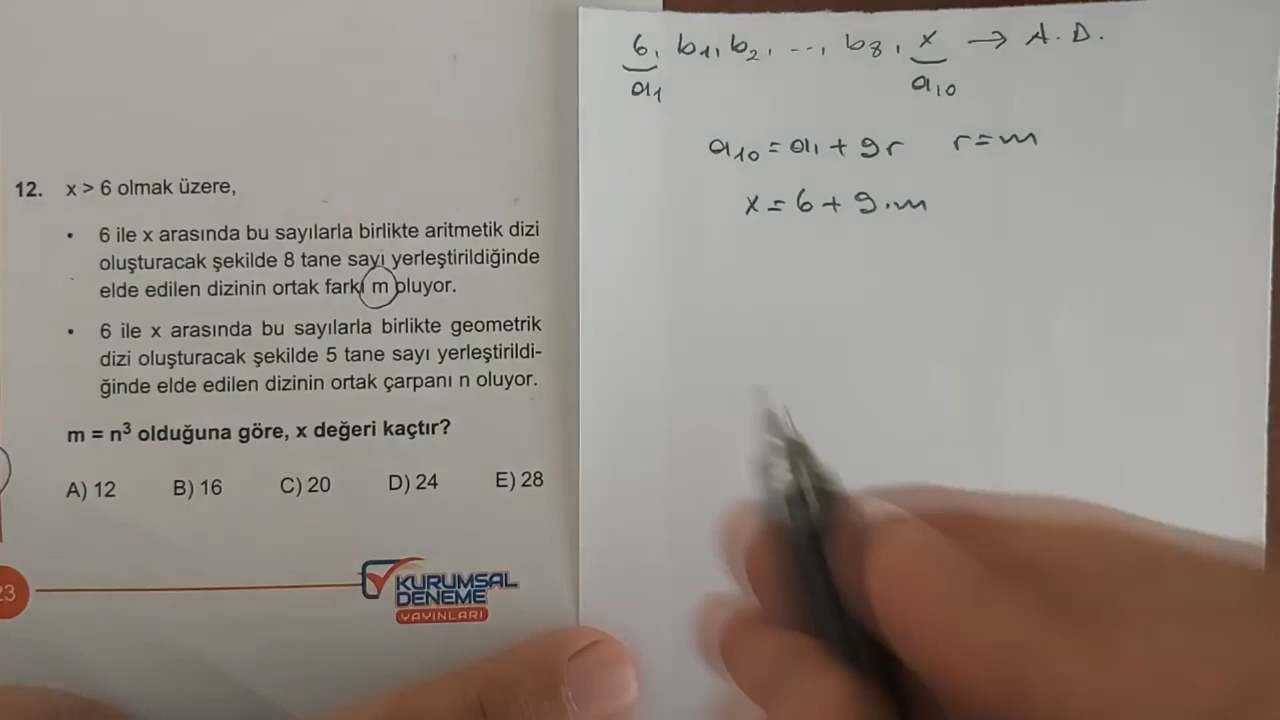 12. x > 6 olmak üzere,
• 6 ile x arasında bu sayılarla birlikte aritmetik dizi
oluşturacak şekilde 8 tane sayı yerleştirildiğinde
elde edilen dizinin ortak farkı m oluyor.
• 6 ile x arasında bu sayılarla birlikte geometrik
dizi oluşturacak şekilde 5 tane sayı yerleştirildi-
ğinde elde edilen dizinin ortak çarpanı n oluyor.
m = n³ olduğuna göre, x değeri kaçtır?
A) 12 B) 16 C) 20 D) 24 E) 28
23
KURUMSAL
DENEME
YAYINLARI
6, b₁, b₂, ..., b₈, x → A.D.
a₁ a₁₀
a₁₀ = a₁ + 9r r = m
x = 6 + 9.m